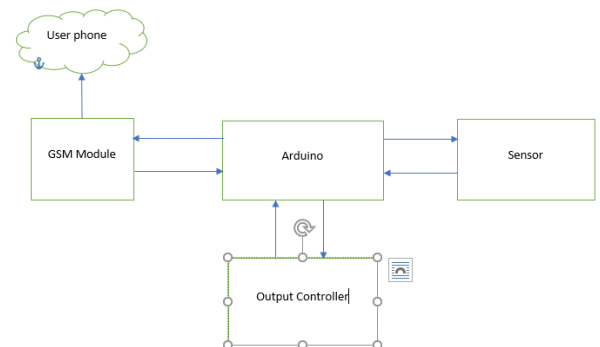 User phone
GSM Module
Arduino
Sensor
Output Controller